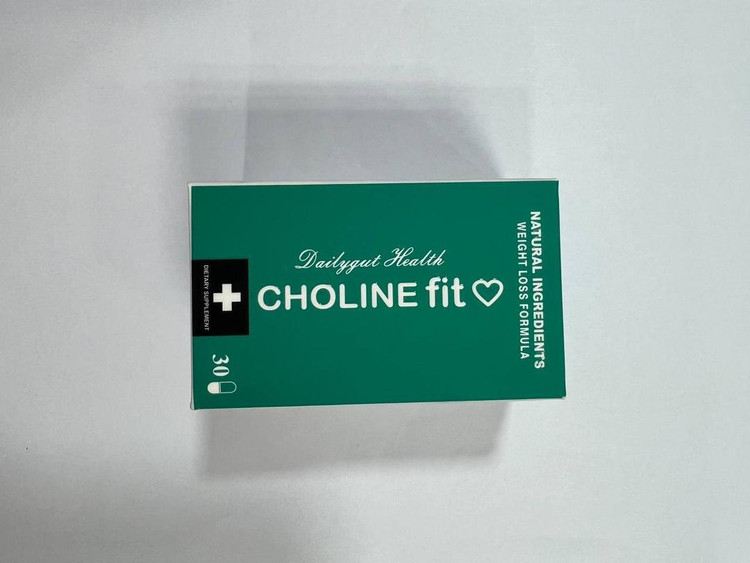 Dailygut Health
CHOLINE fit
NATURAL INGREDIENTS
WEIGHT LOSS FORMULA
DIETARY SUPPLEMENT
30